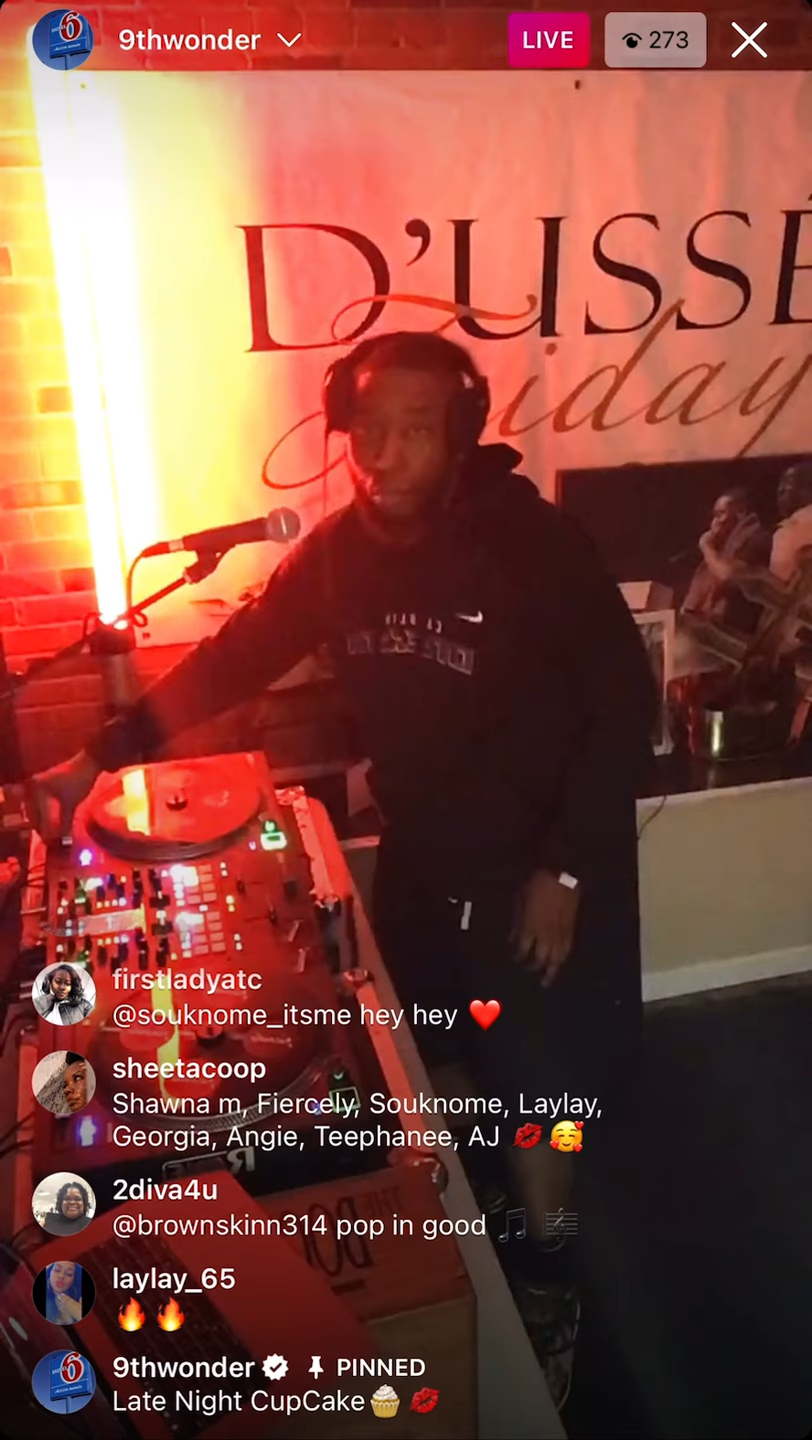 9thwonder
LIVE
273
D'USSÉ
Friday
firstladyatc
@souknome_itsme hey hey ❤️
sheetacoop
Shawna m, Fiercely, Souknome, Laylay,
Georgia, Angie, Teephanee, AJ 💋 🥰
2diva4u
@brownskinn314 pop in good 🎵 🎼
laylay_65
🔥 🔥
9thwonder PINNED
Late Night CupCake🧁 💋